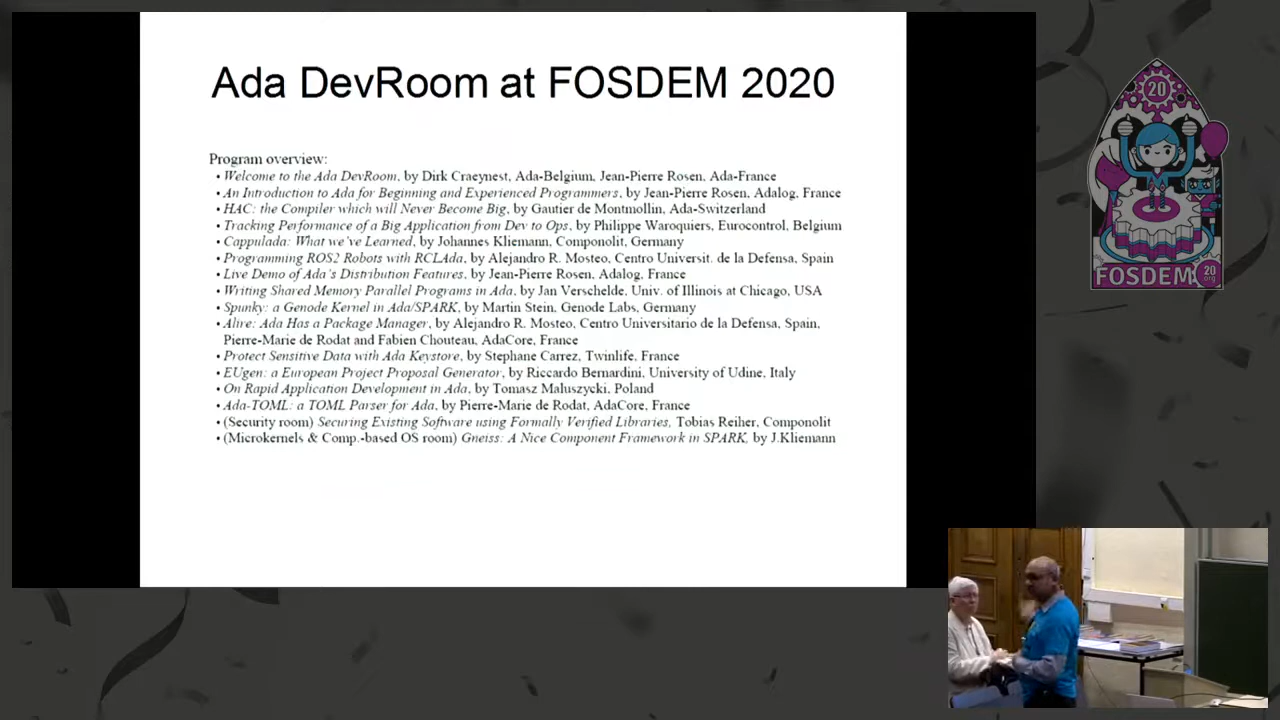 Ada DevRoom at FOSDEM 2020
Program overview:
• Welcome to the Ada DevRoom, by Dirk Craeynest, Ada-Belgium, Jean-Pierre Rosen, Ada-France
• An Introduction to Ada for Beginning and Experienced Programmers, by Jean-Pierre Rosen, Adalog, France
• HAC: the Compiler which will Never Become Big, by Gautier de Montmollin, Ada-Switzerland
• Tracking Performance of a Big Application from Dev to Ops, by Philippe Waroquiers, Eurocontrol, Belgium
• Cappulada: What we've Learned, by Johannes Kliemann, Componolit, Germany
• Programming ROS2 Robots with RCLAda, by Alejandro R. Mosteo, Centro Universit. de la Defensa, Spain
• Live Demo of Ada's Distribution Features, by Jean-Pierre Rosen, Adalog, France
• Writing Shared Memory Parallel Programs in Ada, by Jan Verschelde, Univ. of Illinois at Chicago, USA
• Spunky: a Genode Kernel in Ada/SPARK, by Martin Stein, Genode Labs, Germany
• Alire: Ada Has a Package Manager, by Alejandro R. Mosteo, Centro Universitario de la Defensa, Spain,
Pierre-Marie de Rodat and Fabien Chouteau, AdaCore, France
• Protect Sensitive Data with Ada Keystore, by Stephane Carrez, Twinlife, France
• EUgen: a European Project Proposal Generator, by Riccardo Bernardini, University of Udine, Italy
• On Rapid Application Development in Ada, by Tomasz Maluszycki, Poland
• Ada-TOML: a TOML Parser for Ada, by Pierre-Marie de Rodat, AdaCore, France
• (Security room) Securing Existing Software using Formally Verified Libraries, Tobias Reiher, Componolit
• (Microkernels & Comp.-based OS room) Gneiss: A Nice Component Framework in SPARK, by J.Kliemann
20
FOSDEM
20
.org